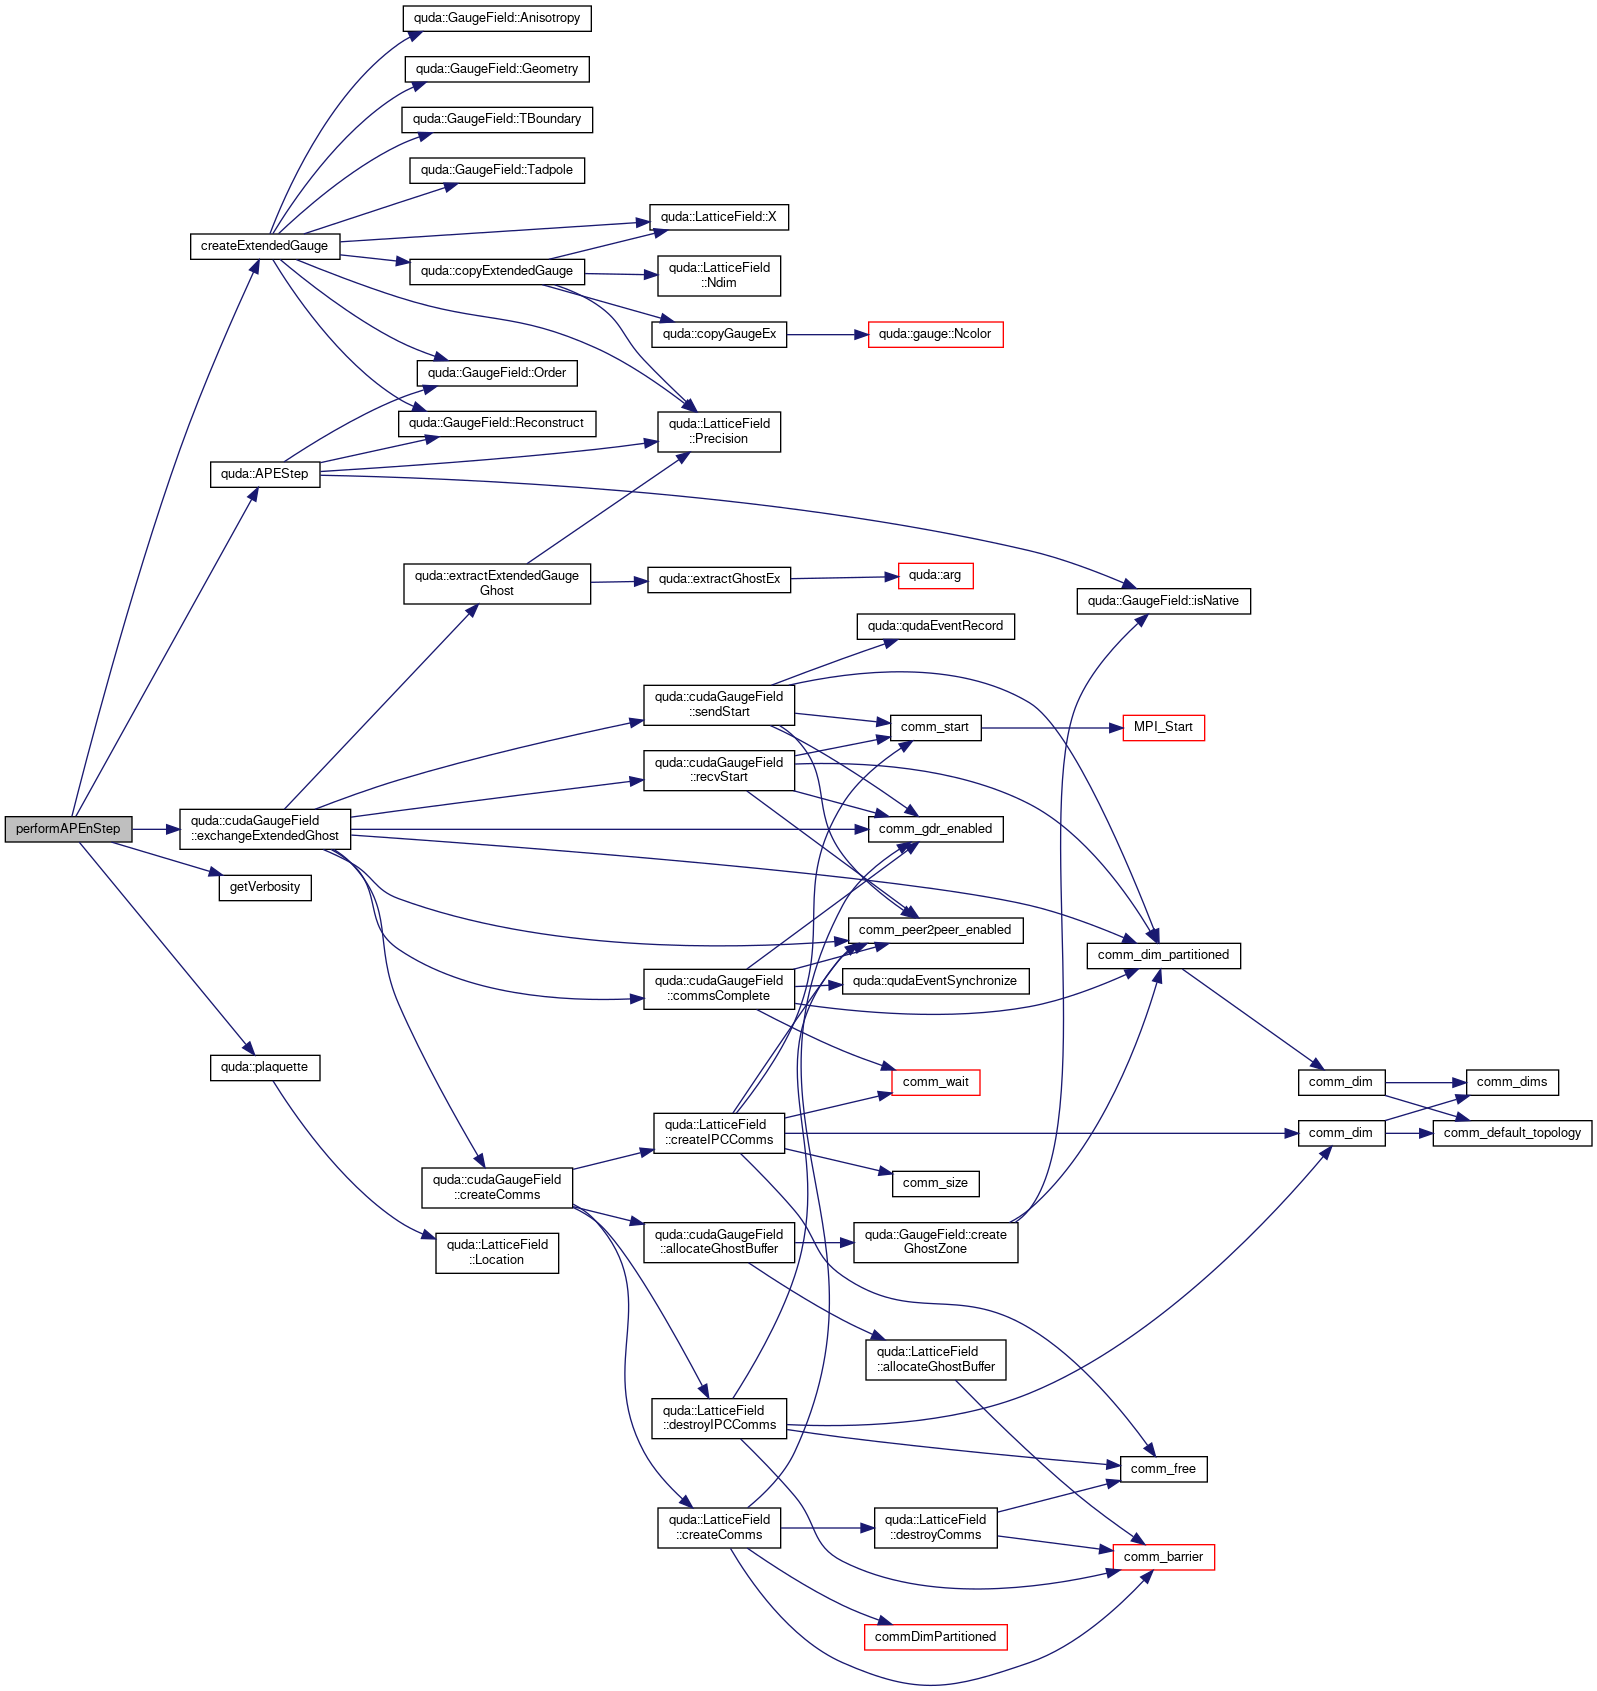 quda::GaugeField::Anisotropy
quda::GaugeField::Geometry
quda::GaugeField::TBoundary
quda::GaugeField::Tadpole
quda::LatticeField::X
createExtendedGauge
quda::copyExtendedGauge
quda::LatticeField
::Ndim
quda::copyGaugeEx
quda::gauge::Ncolor
quda::GaugeField::Order
quda::GaugeField::Reconstruct
quda::LatticeField
::Precision
quda::APEStep
quda::extractExtendedGauge
Ghost
quda::extractGhostEx
quda::arg
quda::GaugeField::isNative
quda::qudaEventRecord
quda::cudaGaugeField
::sendStart
comm_start
MPI_Start
quda::cudaGaugeField
::recvStart
performAPEnStep
quda::cudaGaugeField
::exchangeExtendedGhost
comm_gdr_enabled
getVerbosity
comm_peer2peer_enabled
comm_dim_partitioned
quda::cudaGaugeField
::commsComplete
quda::qudaEventSynchronize
quda::plaquette
comm_wait
comm_dim
comm_dims
quda::LatticeField
::createIPCComms
comm_dim
comm_default_topology
quda::cudaGaugeField
::createComms
comm_size
quda::LatticeField
::Location
quda::cudaGaugeField
::allocateGhostBuffer
quda::GaugeField::create
GhostZone
quda::LatticeField
::allocateGhostBuffer
quda::LatticeField
::destroyIPCComms
comm_free
quda::LatticeField
::createComms
quda::LatticeField
::destroyComms
comm_barrier
commDimPartitioned